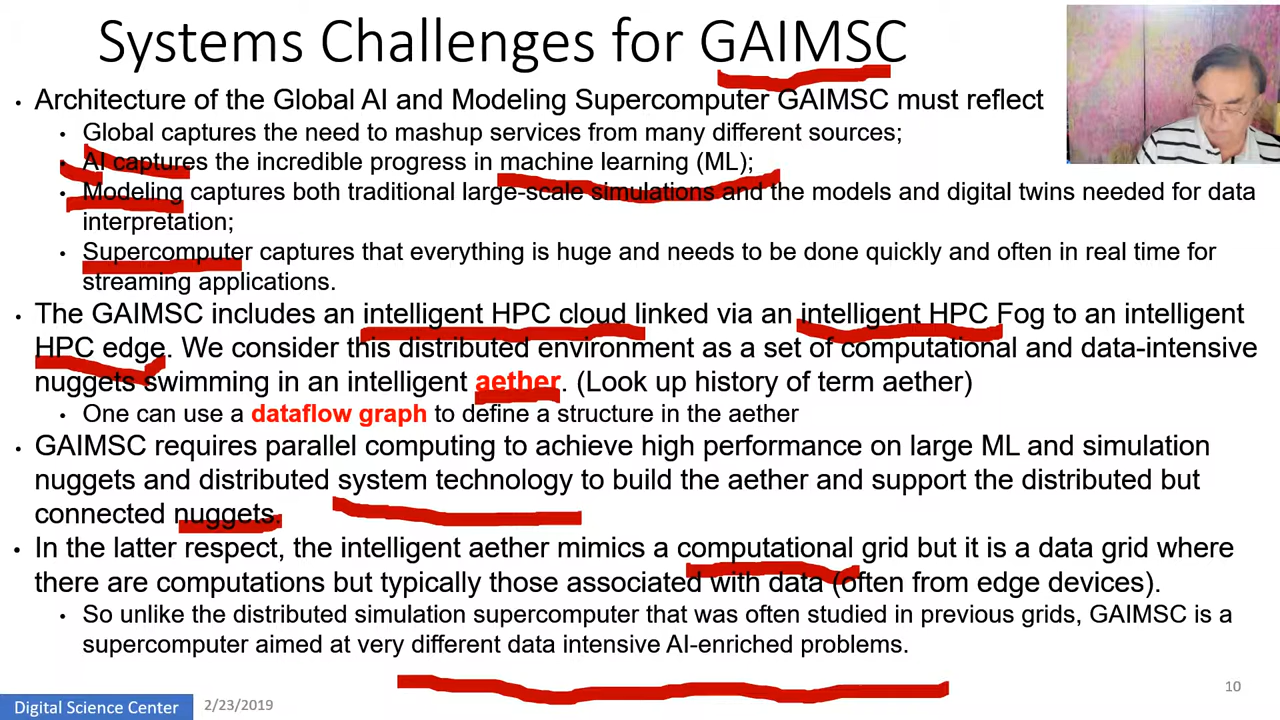 Systems Challenges for GAIMSC
• Architecture of the Global AI and Modeling Supercomputer GAIMSC must reflect
• Global captures the need to mashup services from many different sources;
• AI captures the incredible progress in machine learning (ML);
• Modeling captures both traditional large-scale simulations and the models and digital twins needed for data
interpretation;
• Supercomputer captures that everything is huge and needs to be done quickly and often in real time for
streaming applications.
• The GAIMSC includes an intelligent HPC cloud linked via an intelligent HPC Fog to an intelligent
HPC edge. We consider this distributed environment as a set of computational and data-intensive
nuggets swimming in an intelligent aether. (Look up history of term aether)
• One can use a dataflow graph to define a structure in the aether
• GAIMSC requires parallel computing to achieve high performance on large ML and simulation
nuggets and distributed system technology to build the aether and support the distributed but
connected nuggets.
• In the latter respect, the intelligent aether mimics a computational grid but it is a data grid where
there are computations but typically those associated with data (often from edge devices).
• So unlike the distributed simulation supercomputer that was often studied in previous grids, GAIMSC is a
supercomputer aimed at very different data intensive AI-enriched problems.
Digital Science Center 2/23/2019 10